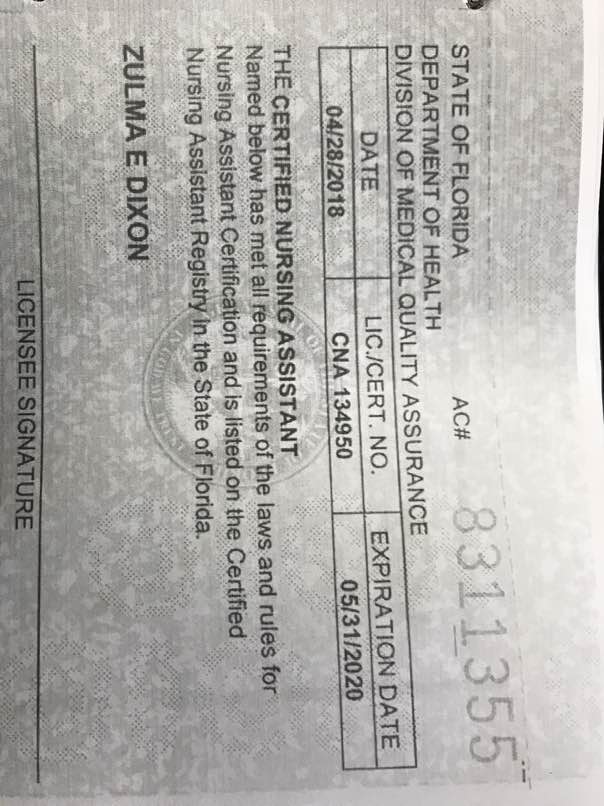 STATE OF FLORIDA AC# 8311355
DEPARTMENT OF HEALTH
DIVISION OF MEDICAL QUALITY ASSURANCE
DATE LIC./CERT. NO. EXPIRATION DATE
04/28/2018 CNA 134950 05/31/2020
THE CERTIFIED NURSING ASSISTANT
Named below has met all requirements of the laws and rules for
Nursing Assistant Certification and is listed on the Certified
Nursing Assistant Registry in the State of Florida.
ZULMA E DIXON
LICENSEE SIGNATURE